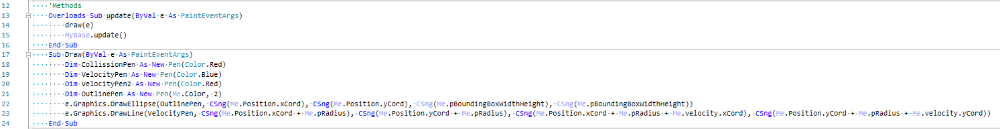 12 'Methods
13 Overloads Sub update(ByVal e As PaintEventArgs)
14 draw(e)
15 MyBase.update()
16 End Sub
17 Sub Draw(ByVal e As PaintEventArgs)
18 Dim CollissionPen As New Pen(Color.Red)
19 Dim VelocityPen As New Pen(Color.Blue)
20 Dim VelocityPen2 As New Pen(Color.Red)
21 Dim OutlinePen As New Pen(Me.Color, 2)
22 e.Graphics.DrawEllipse(OutlinePen, CSng(Me.Position.xCord), CSng(Me.Position.yCord), CSng(Me.pBoundingBoxWidthHeight), CSng(Me.pBoundingBoxWidthHeight))
23 e.Graphics.DrawLine(VelocityPen, CSng(Me.Position.xCord + Me.pRadius), CSng(Me.Position.yCord + Me.pRadius), CSng(Me.Position.xCord + Me.pRadius + Me.velocity.xCord), CSng(Me.Position.yCord + Me.pRadius + Me.velocity.yCord))
24 End Sub